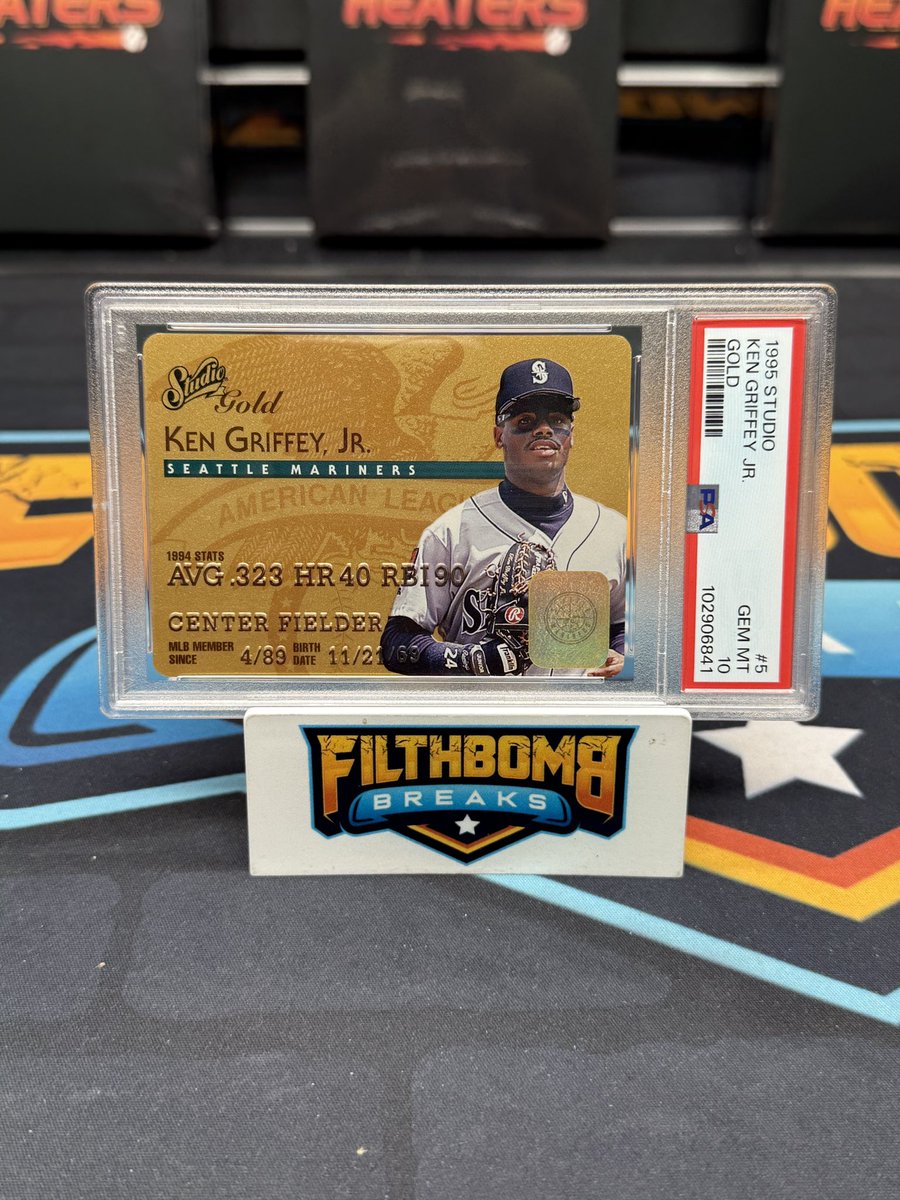 HEATERS
HEATERS
HEATERS
Studio
Gold
KEN GRIFFEY, JR.
SEATTLE MARINERS
AMERICAN LEAGUE
1994 STATS
AVG .323 HR 40 RBI 90
CENTER FIELDER
MLB MEMBER SINCE 4/89 BIRTH DATE 11/21/69
24
1995 STUDIO
KEN GRIFFEY JR.
GOLD
PSA
#5
GEM MT
10
102906841
FILTHBOMB
BREAKS